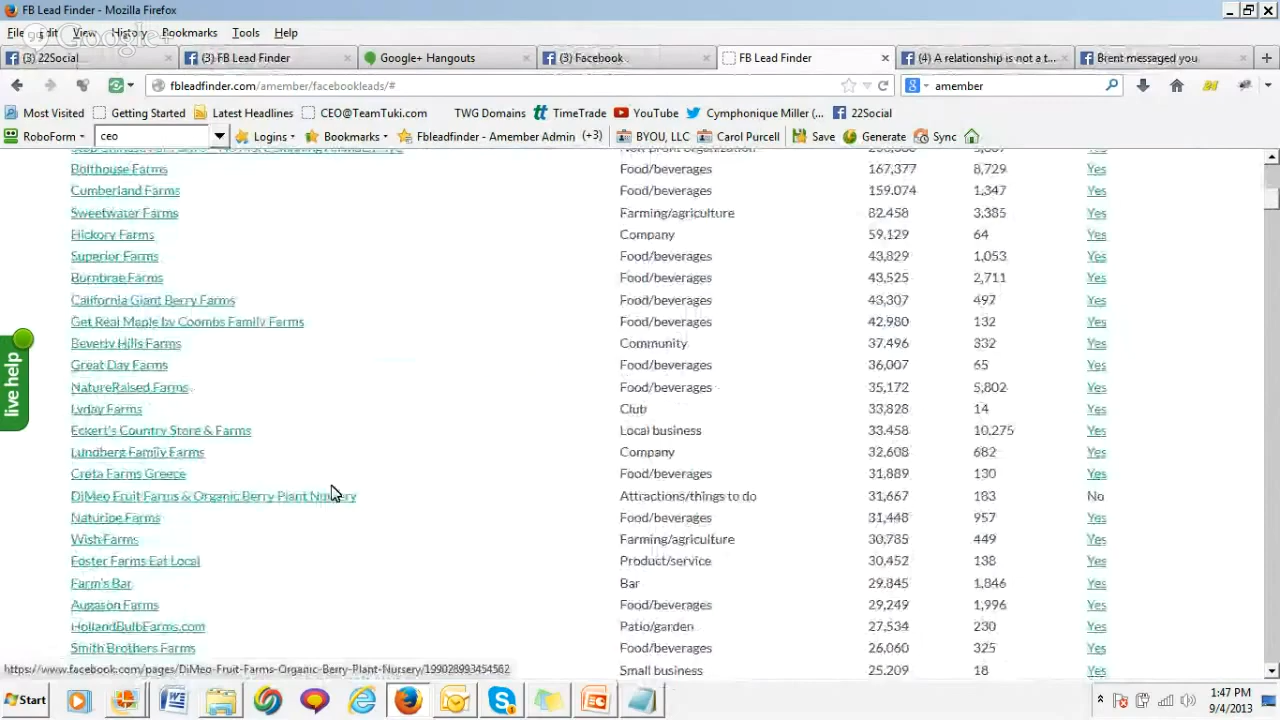 FB Lead Finder - Mozilla Firefox
File Edit View History Bookmarks Tools Help
Google+
(3) 22Social
(3) FB Lead Finder
Google+ Hangouts
(3) Facebook
FB Lead Finder
(4) A relationship is not a t...
Brent messaged you
fbleadfinder.com/amember/facebookleads/#
amember
Most Visited Getting Started Latest Headlines CEO@TeamTuki.com TWG Domains TimeTrade YouTube Cymphonique Miller (... 22Social
RoboForm ceo Logins Bookmarks Fbleadfinder - Amember Admin (+3) BYOU, LLC Carol Purcell Save Generate Sync
Bolthouse Farms Food/beverages 167,377 8,729 Yes
Cumberland Farms Food/beverages 159,074 1,347 Yes
Sweetwater Farms Farming/agriculture 82,458 3,385 Yes
Hickory Farms Company 59,129 64 Yes
Superior Farms Food/beverages 43,829 1,053 Yes
Burnbrae Farms Food/beverages 43,525 2,711 Yes
California Giant Berry Farms Food/beverages 43,307 497 Yes
Get Real Maple by Coombs Family Farms Food/beverages 42,980 132 Yes
Beverly Hills Farms Community 37,496 332 Yes
Great Day Farms Food/beverages 36,007 65 Yes
NatureRaised Farms Food/beverages 35,172 5,802 Yes
Lyday Farms Club 33,828 14 Yes
Eckert's Country Store & Farms Local business 33,458 10,275 Yes
Lundberg Family Farms Company 32,608 682 Yes
Creta Farms Greece Food/beverages 31,889 130 Yes
DiMeo Fruit Farms & Organic Berry Plant Nursery Attractions/things to do 31,667 183 No
Naturipe Farms Food/beverages 31,448 957 Yes
Wish Farms Farming/agriculture 30,785 449 Yes
Foster Farms Eat Local Product/service 30,452 138 Yes
Farm's Bar Bar 29,845 1,846 Yes
Augason Farms Food/beverages 29,249 1,996 Yes
HollandBulbFarms.com Patio/garden 27,534 230 Yes
Smith Brothers Farms Food/beverages 26,060 325 Yes
Small business 25,209 18 Yes
live help
https://www.facebook.com/pages/DiMeo-Fruit-Farms-Organic-Berry-Plant-Nursery/199028993454562
Start
1:47 PM
9/4/2013